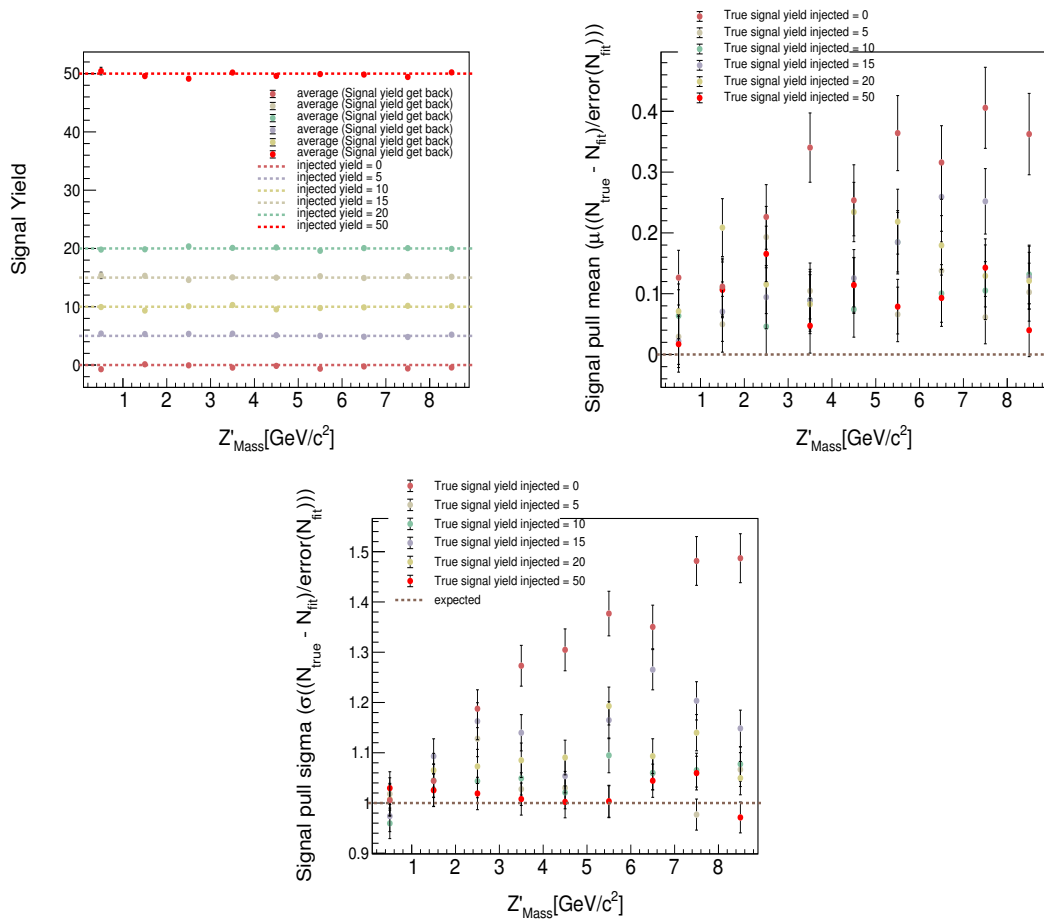 Signal Yield
50
40
30
20
10
0
average (Signal yield get back)
average (Signal yield get back)
average (Signal yield get back)
average (Signal yield get back)
average (Signal yield get back)
average (Signal yield get back)
injected yield = 0
injected yield = 5
injected yield = 10
injected yield = 15
injected yield = 20
injected yield = 50
1 2 3 4 5 6 7 8
Z'Mass[GeV/c²]
True signal yield injected = 0
True signal yield injected = 5
True signal yield injected = 10
True signal yield injected = 15
True signal yield injected = 20
True signal yield injected = 50
Signal pull mean (μ((Ntrue - Nfit)/error(Nfit)))
0.4
0.3
0.2
0.1
0
1 2 3 4 5 6 7 8
Z'Mass[GeV/c²]
True signal yield injected = 0
True signal yield injected = 5
True signal yield injected = 10
True signal yield injected = 15
True signal yield injected = 20
True signal yield injected = 50
expected
Signal pull sigma (σ((Ntrue - Nfit)/error(Nfit)))
1.5
1.4
1.3
1.2
1.1
1
0.9
1 2 3 4 5 6 7 8
Z'Mass[GeV/c²]